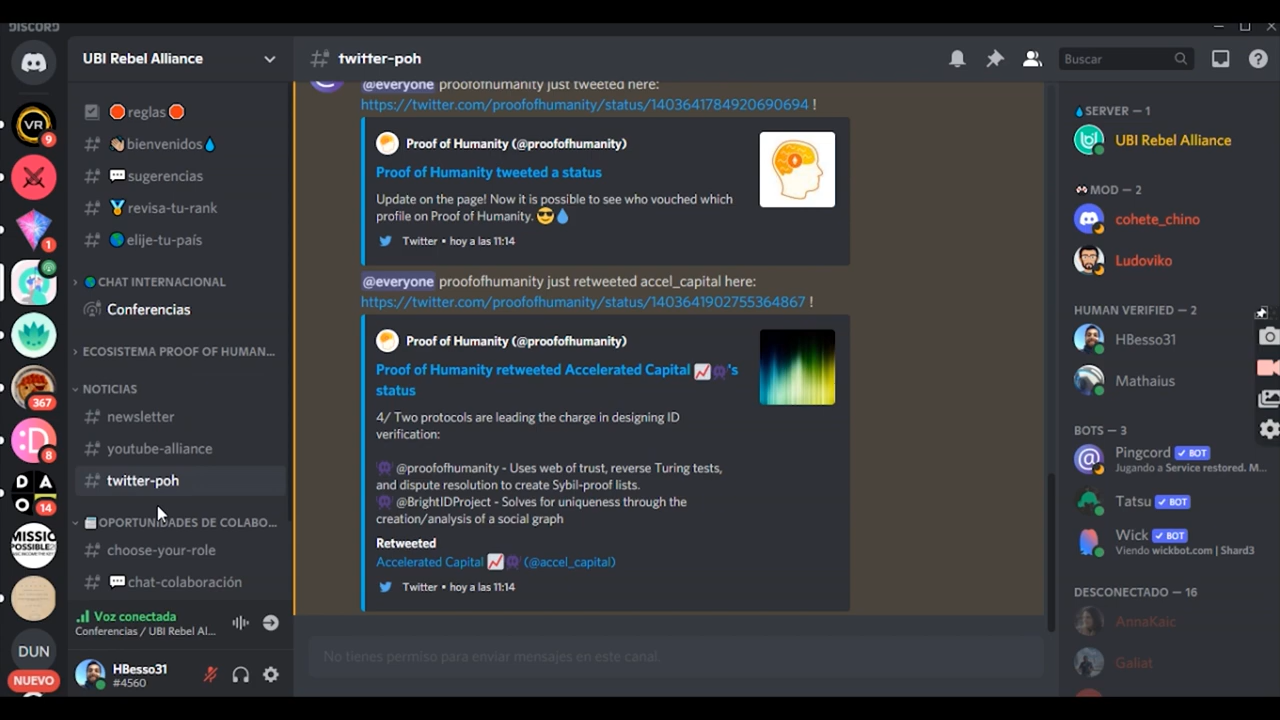 DISCORD
UBI Rebel Alliance
reglas
bienvenidos
sugerencias
revisa-tu-rank
elije-tu-país
CHAT INTERNACIONAL
Conferencias
ECOSISTEMA PROOF OF HUMAN...
NOTICIAS
newsletter
youtube-alliance
twitter-poh
OPORTUNIDADES DE COLABO...
choose-your-role
chat-colaboración
Voz conectada
Conferencias / UBI Rebel Al...
HBesso31
#4560
VR
9
1
367
8
D A
O
14
MISSIO
POSSIBLE
DUN
NUEVO
twitter-poh
Buscar
@everyone proofofhumanity just tweeted here:
https://twitter.com/proofofhumanity/status/1403641784920690694 !
Proof of Humanity (@proofofhumanity)
Proof of Humanity tweeted a status
Update on the page! Now it is possible to see who vouched which
profile on Proof of Humanity. 😎💧
Twitter • hoy a las 11:14
@everyone proofofhumanity just retweeted accel_capital here:
https://twitter.com/proofofhumanity/status/1403641902755364867 !
Proof of Humanity (@proofofhumanity)
Proof of Humanity retweeted Accelerated Capital 📈's
status
4/ Two protocols are leading the charge in designing ID
verification:
@proofofhumanity - Uses web of trust, reverse Turing tests,
and dispute resolution to create Sybil-proof lists.
@BrightIDProject - Solves for uniqueness through the
creation/analysis of a social graph
Retweeted
Accelerated Capital 📈 (@accel_capital)
Twitter • hoy a las 11:14
No tienes permiso para enviar mensajes en este canal.
SERVER — 1
UBI Rebel Alliance
MOD — 2
cohete_chino
Ludoviko
HUMAN VERIFIED — 2
HBesso31
Mathaius
BOTS — 3
Pingcord BOT
Jugando a Service restored. M...
Tatsu BOT
Wick BOT
Viendo wickbot.com | Shard3
DESCONECTADO — 16
AnnaKaic
Galiat